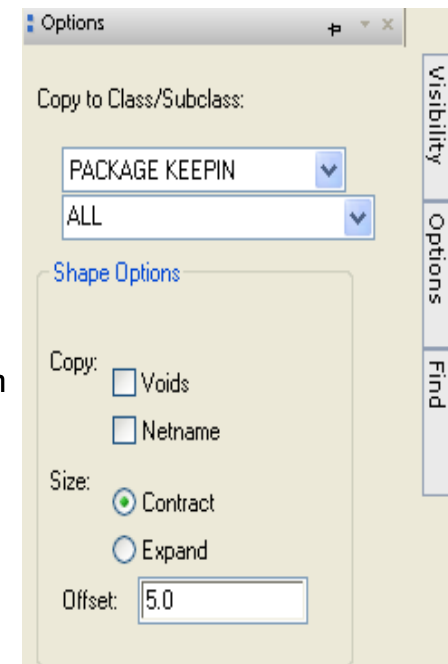 Options
Copy to Class/Subclass:
PACKAGE KEEPIN
ALL
Shape Options
Copy:
Voids
Netname
Size:
Contract
Expand
Offset: 5.0
Visibility
Options
Find